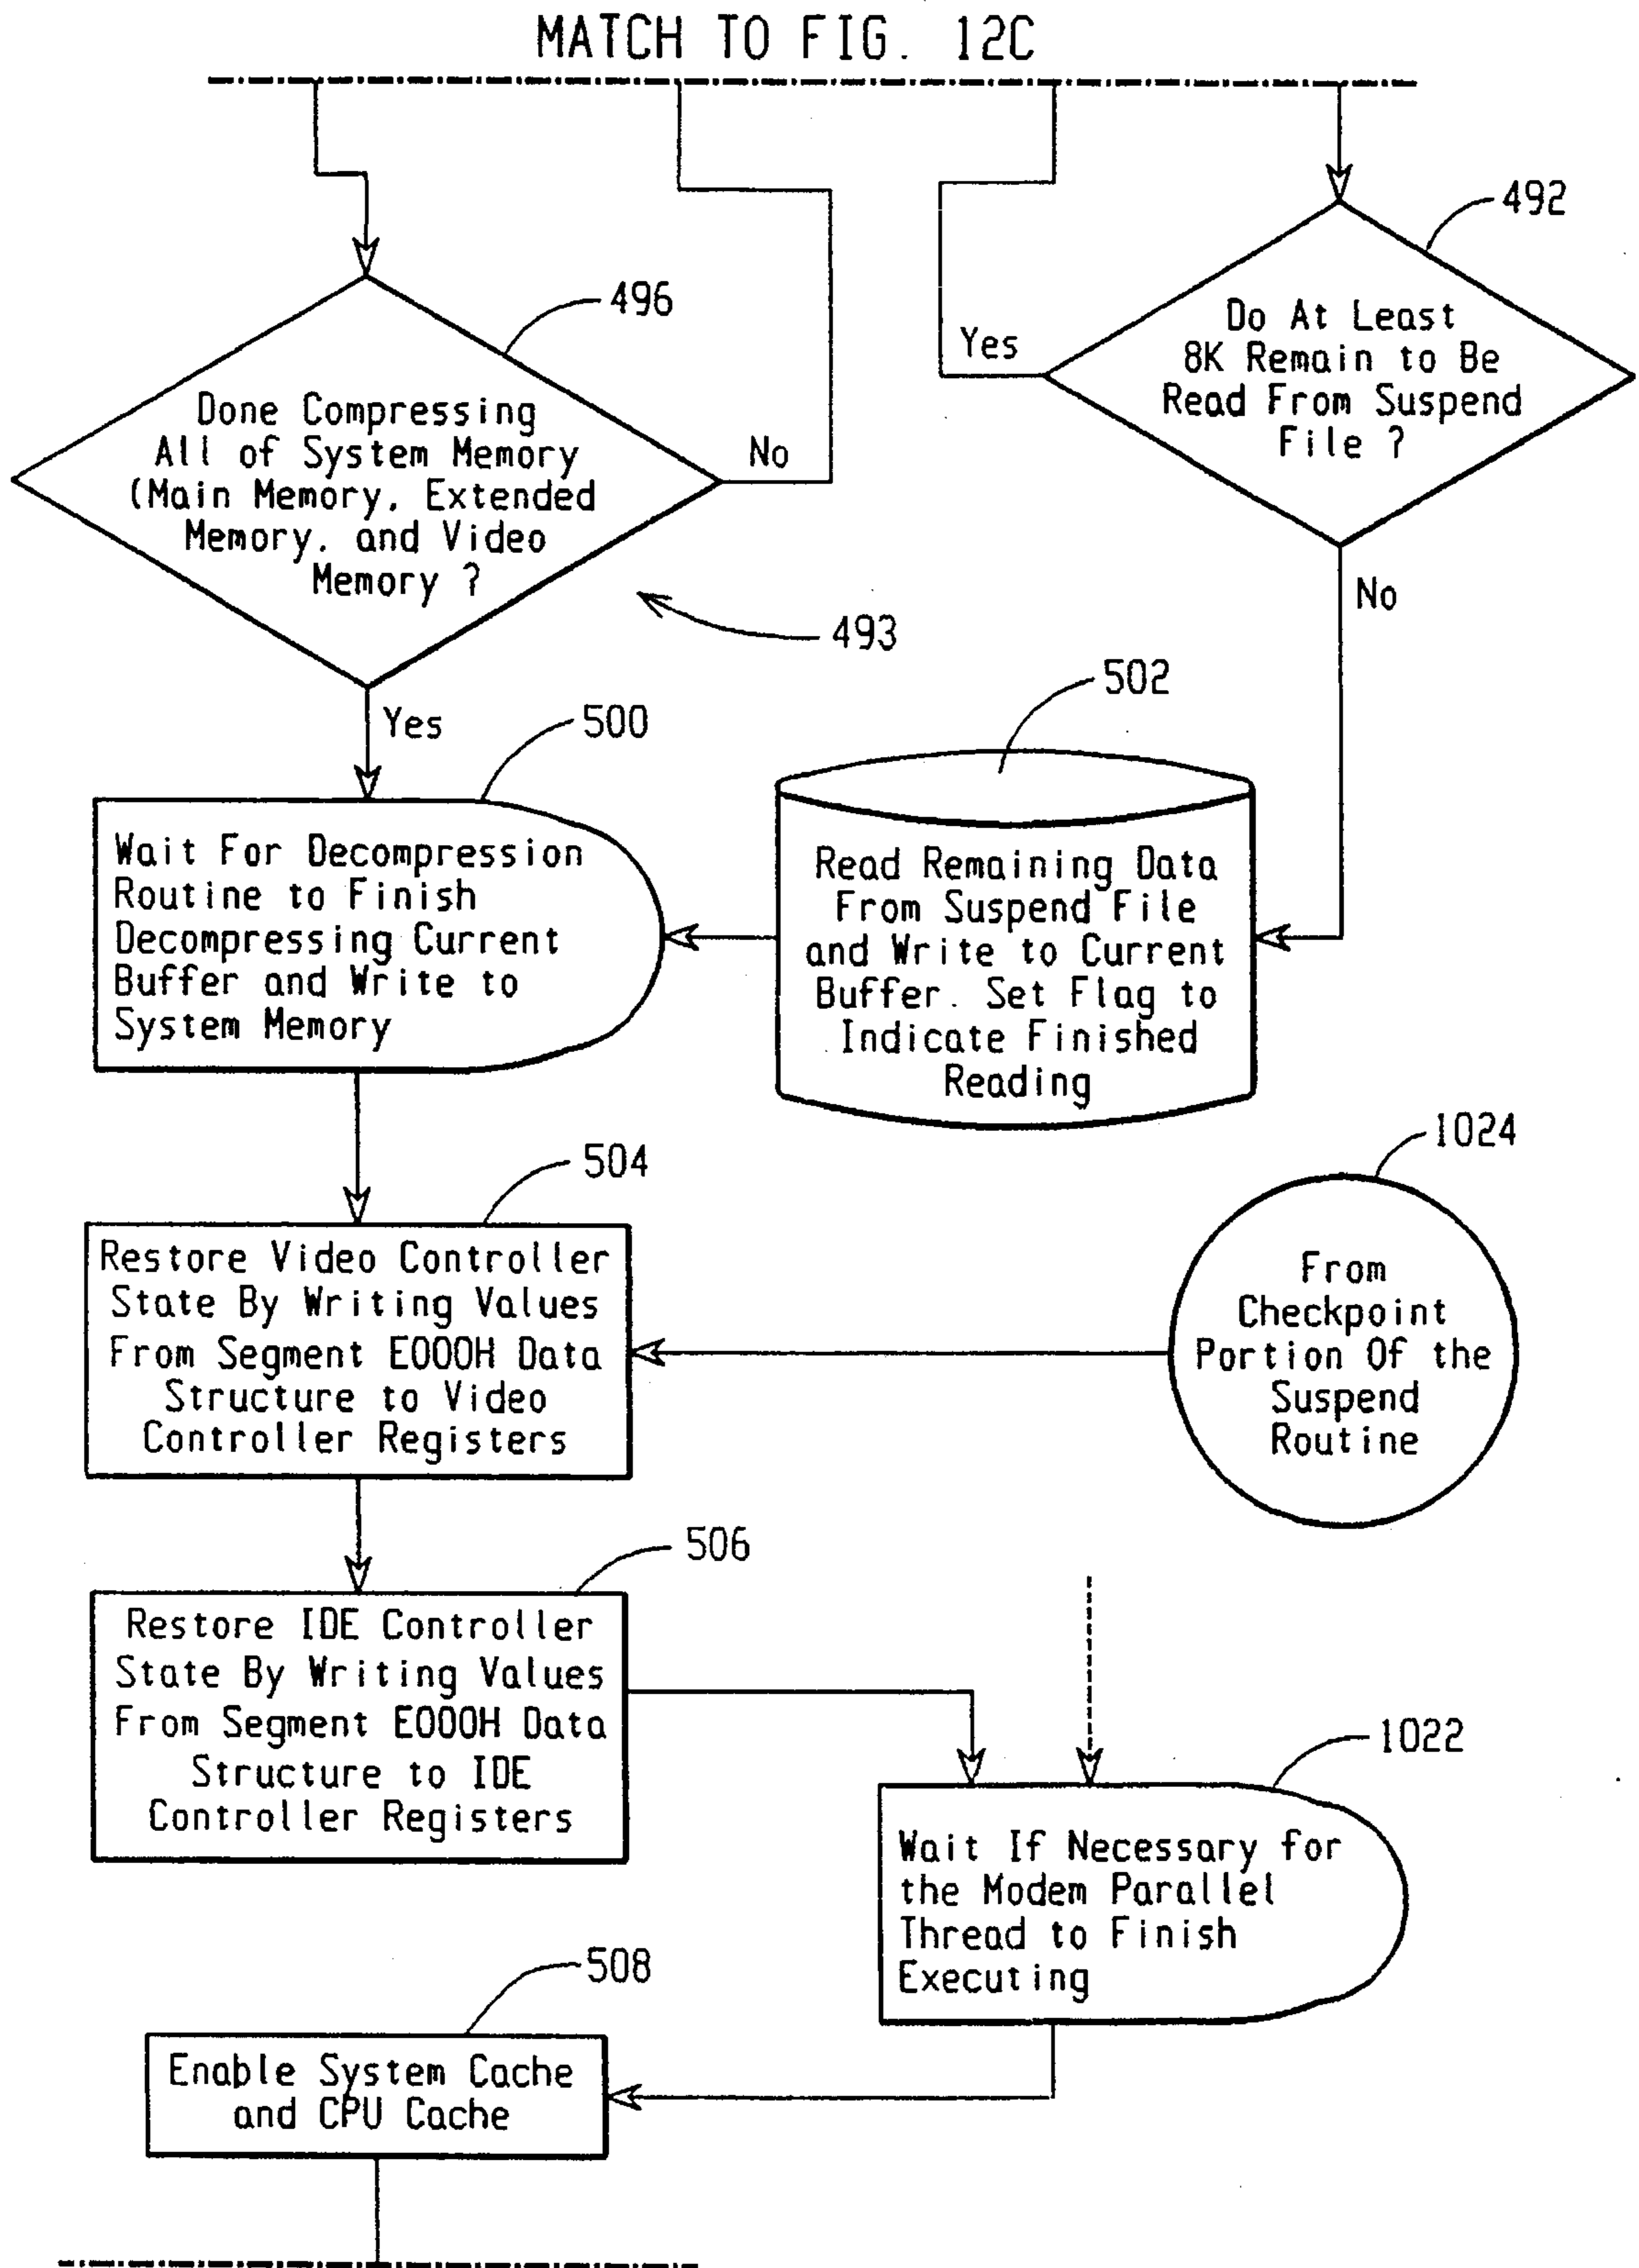 MATCH TO FIG. 12C
492
Do At Least
8K Remain to Be
Read From Suspend
File ?
Yes
No
496
Done Compressing
All of System Memory
(Main Memory, Extended
Memory, and Video
Memory ?
No
493
Yes
500
Wait For Decompression
Routine to Finish
Decompressing Current
Buffer and Write to
System Memory
502
Read Remaining Data
From Suspend File
and Write to Current
Buffer. Set Flag to
Indicate Finished
Reading
504
Restore Video Controller
State By Writing Values
From Segment E000H Data
Structure to Video
Controller Registers
1024
From
Checkpoint
Portion Of the
Suspend
Routine
506
Restore IDE Controller
State By Writing Values
From Segment E000H Data
Structure to IDE
Controller Registers
1022
Wait If Necessary for
the Modem Parallel
Thread to Finish
Executing
508
Enable System Cache
and CPU Cache